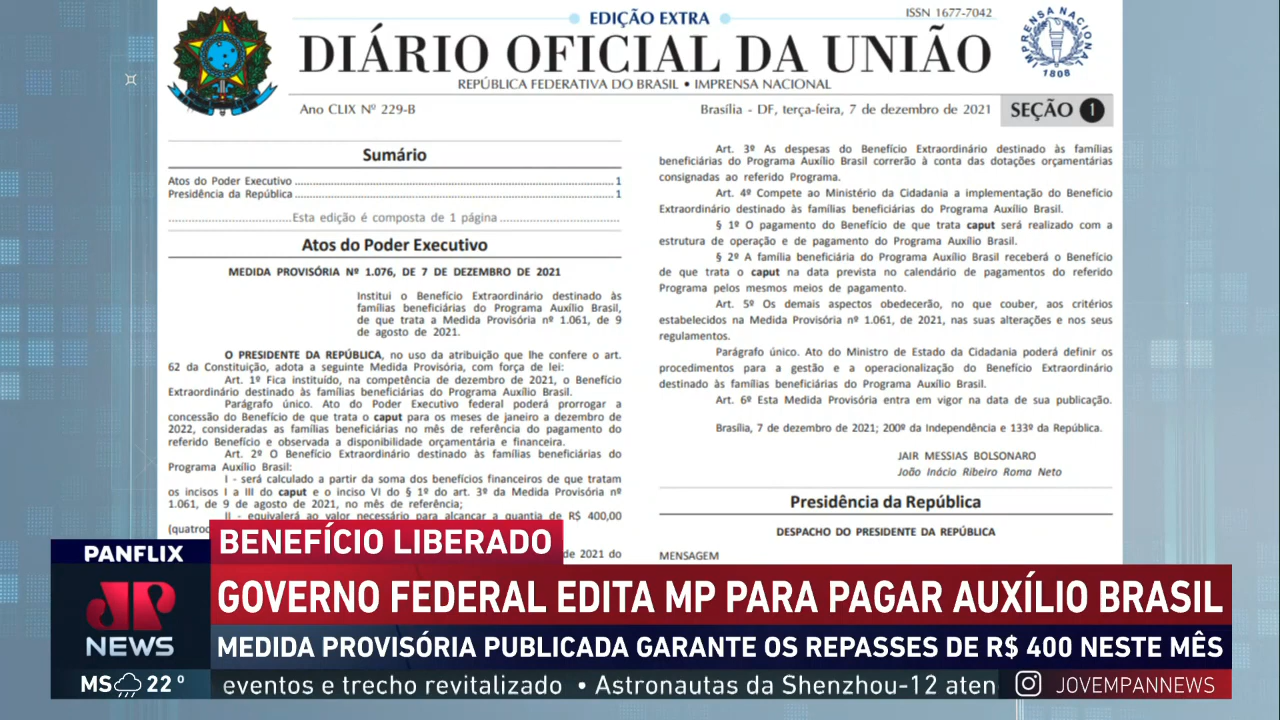 EDIÇÃO EXTRA
ISSN 1677-7042
DIÁRIO OFICIAL DA UNIÃO
REPÚBLICA FEDERATIVA DO BRASIL • IMPRENSA NACIONAL
IMPRENSA NACIONAL
1808
Ano CLIX Nº 229-B
Brasília - DF, terça-feira, 7 de dezembro de 2021
SEÇÃO 1
Sumário
Atos do Poder Executivo ........................................................................................ 1
Presidência da República ........................................................................................ 1
..............................Esta edição é composta de 1 página..............................
Atos do Poder Executivo
MEDIDA PROVISÓRIA Nº 1.076, DE 7 DE DEZEMBRO DE 2021
Institui o Benefício Extraordinário destinado às
famílias beneficiárias do Programa Auxílio Brasil,
de que trata a Medida Provisória nº 1.061, de 9
de agosto de 2021.
O PRESIDENTE DA REPÚBLICA, no uso da atribuição que lhe confere o art.
62 da Constituição, adota a seguinte Medida Provisória, com força de lei:
Art. 1º Fica instituído, na competência de dezembro de 2021, o Benefício
Extraordinário destinado às famílias beneficiárias do Programa Auxílio Brasil.
Parágrafo único. Ato do Poder Executivo federal poderá prorrogar a
concessão do Benefício de que trata o caput para os meses de janeiro a dezembro de
2022, consideradas as famílias beneficiárias no mês de referência do pagamento do
referido Benefício e observada a disponibilidade orçamentária e financeira.
Art. 2º O Benefício Extraordinário destinado às famílias beneficiárias do
Programa Auxílio Brasil:
I - será calculado a partir da soma dos benefícios financeiros de que tratam
os incisos I a III do caput e o inciso VI do § 1º do art. 3º da Medida Provisória nº
1.061, de 9 de agosto de 2021, no mês de referência;
II - equivalerá ao valor necessário para alcançar a quantia de R$ 400,00
(quatroc
de 2021 do
Art. 3º As despesas do Benefício Extraordinário destinado às famílias
beneficiárias do Programa Auxílio Brasil correrão à conta das dotações orçamentárias
consignadas ao referido Programa.
Art. 4º Compete ao Ministério da Cidadania a implementação do Benefício
Extraordinário destinado às famílias beneficiárias do Programa Auxílio Brasil.
§ 1º O pagamento do Benefício de que trata caput será realizado com a
estrutura de operação e de pagamento do Programa Auxílio Brasil.
§ 2º A família beneficiária do Programa Auxílio Brasil receberá o Benefício
de que trata o caput na data prevista no calendário de pagamentos do referido
Programa pelos mesmos meios de pagamento.
Art. 5º Os demais aspectos obedecerão, no que couber, aos critérios
estabelecidos na Medida Provisória nº 1.061, de 2021, nas suas alterações e nos seus
regulamentos.
Parágrafo único. Ato do Ministro de Estado da Cidadania poderá definir os
procedimentos para a gestão e a operacionalização do Benefício Extraordinário
destinado às famílias beneficiárias do Programa Auxílio Brasil.
Art. 6º Esta Medida Provisória entra em vigor na data de sua publicação.
Brasília, 7 de dezembro de 2021; 200º da Independência e 133º da República.
JAIR MESSIAS BOLSONARO
João Inácio Ribeiro Roma Neto
Presidência da República
DESPACHO DO PRESIDENTE DA REPÚBLICA
MENSAGEM
BENEFÍCIO LIBERADO
PANFLIX
JP
NEWS
GOVERNO FEDERAL EDITA MP PARA PAGAR AUXÍLIO BRASIL
MEDIDA PROVISÓRIA PUBLICADA GARANTE OS REPASSES DE R$ 400 NESTE MÊS
MS 22º
eventos e trecho revitalizado • Astronautas da Shenzhou-12 aten
JOVEMPANNEWS